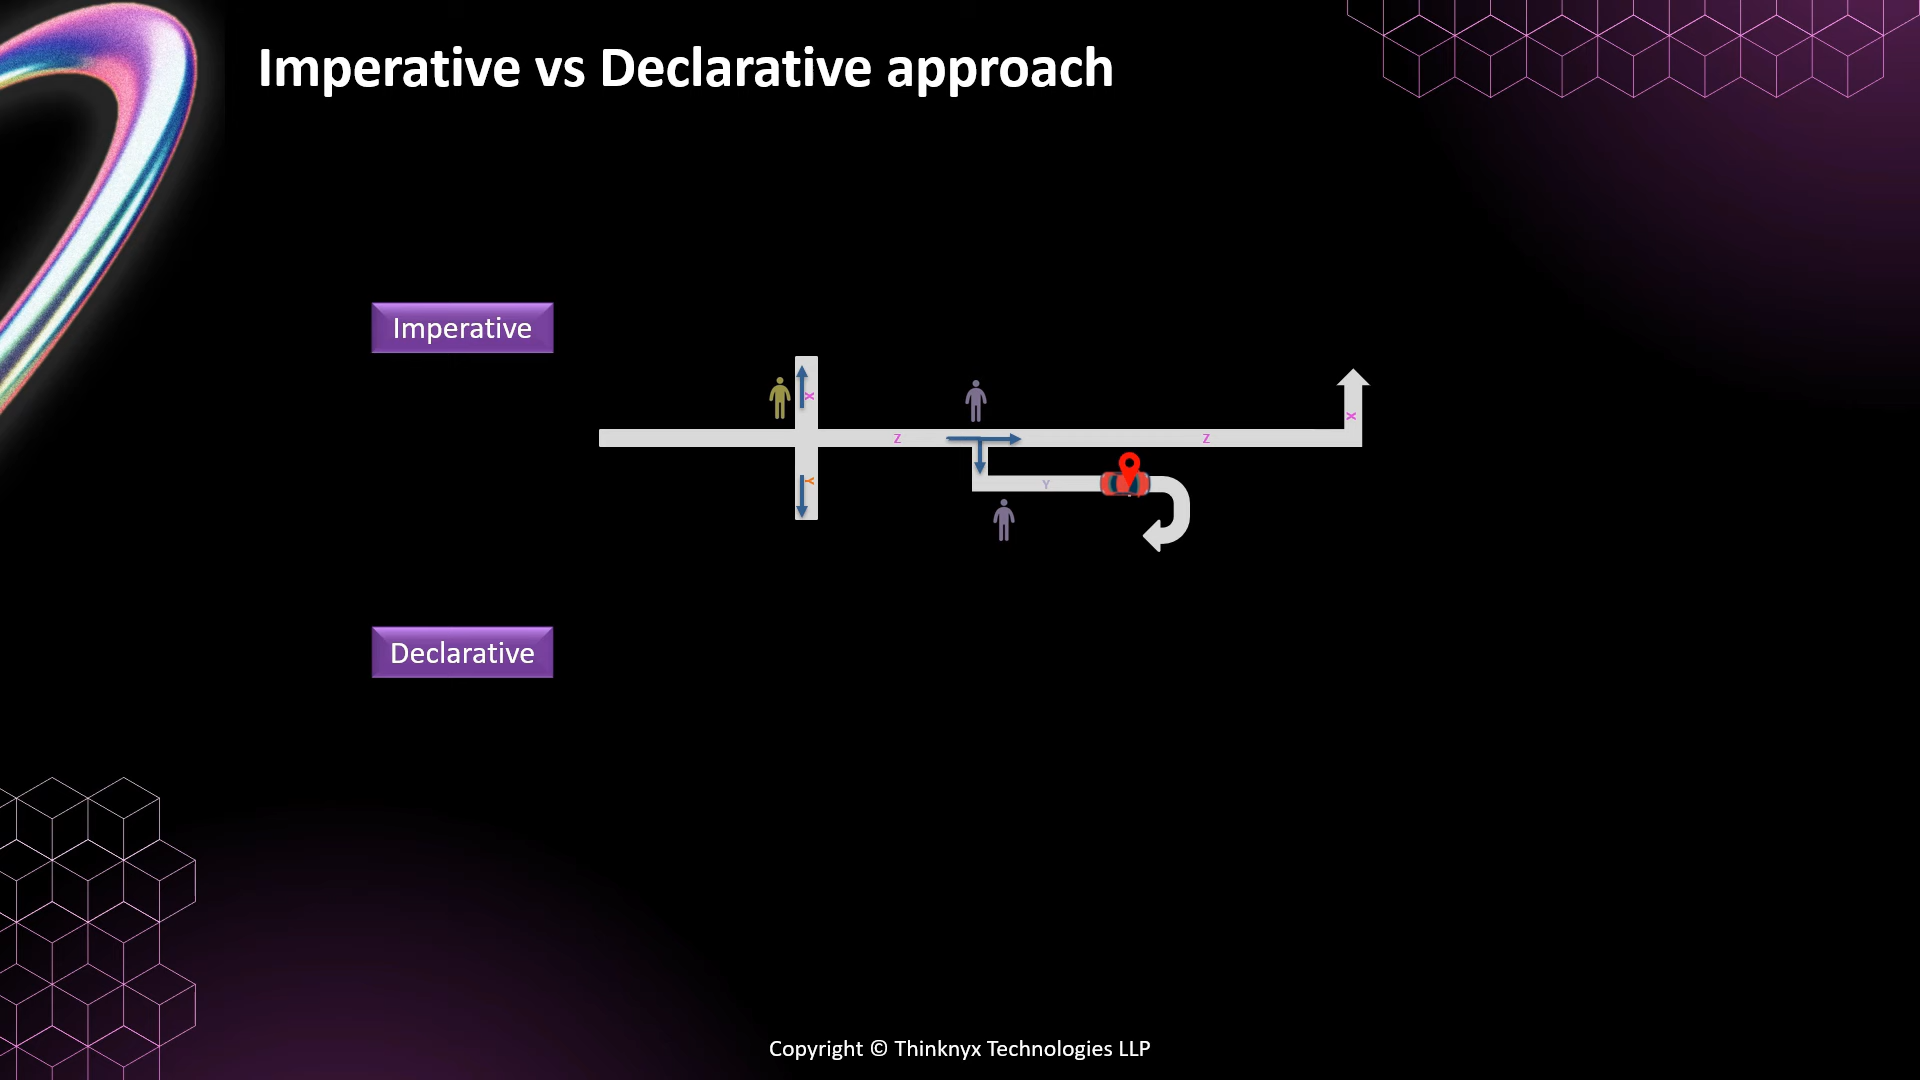 Imperative vs Declarative approach
Imperative
X
Z
Z
X
Y
Y
Declarative
Copyright © Thinknyx Technologies LLP